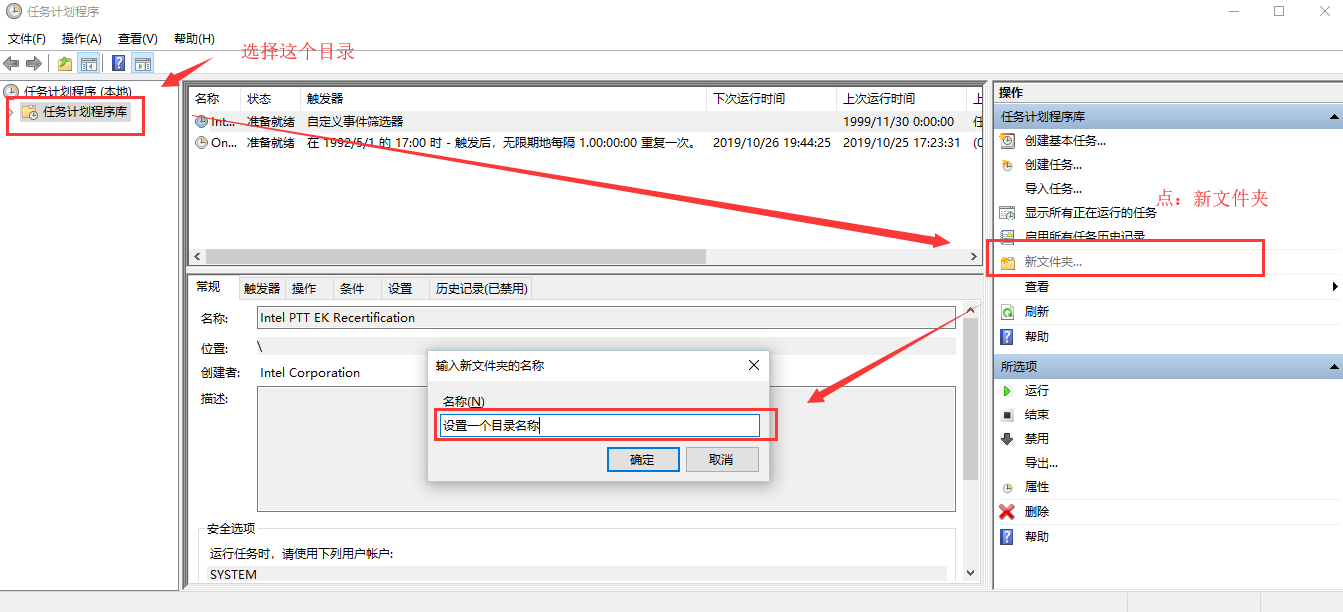 任务计划程序
文件(F) 操作(A) 查看(V) 帮助(H)
选择这个目录
任务计划程序 (本地)
任务计划程序库
名称 状态 触发器 下次运行时间 上次运行时间 上
Int... 准备就绪 自定义事件筛选器 1999/11/30 0:00:00 任
On... 准备就绪 在 1992/5/1 的 17:00 时 - 触发后，无限期地每隔 1.00:00:00 重复一次。 2019/10/26 19:44:25 2019/10/25 17:23:31 (0
常规 触发器 操作 条件 设置 历史记录(已禁用)
名称: Intel PTT EK Recertification
位置: \
创建者: Intel Corporation
描述:
安全选项
运行任务时，请使用下列用户帐户:
SYSTEM
输入新文件夹的名称
名称(N)
设置一个目录名称
确定 取消
操作
任务计划程序库
创建基本任务...
创建任务...
导入任务...
点：新文件夹
显示所有正在运行的任务
启用所有任务历史记录
新文件夹...
查看
刷新
帮助
所选项
运行
结束
禁用
导出...
属性
删除
帮助